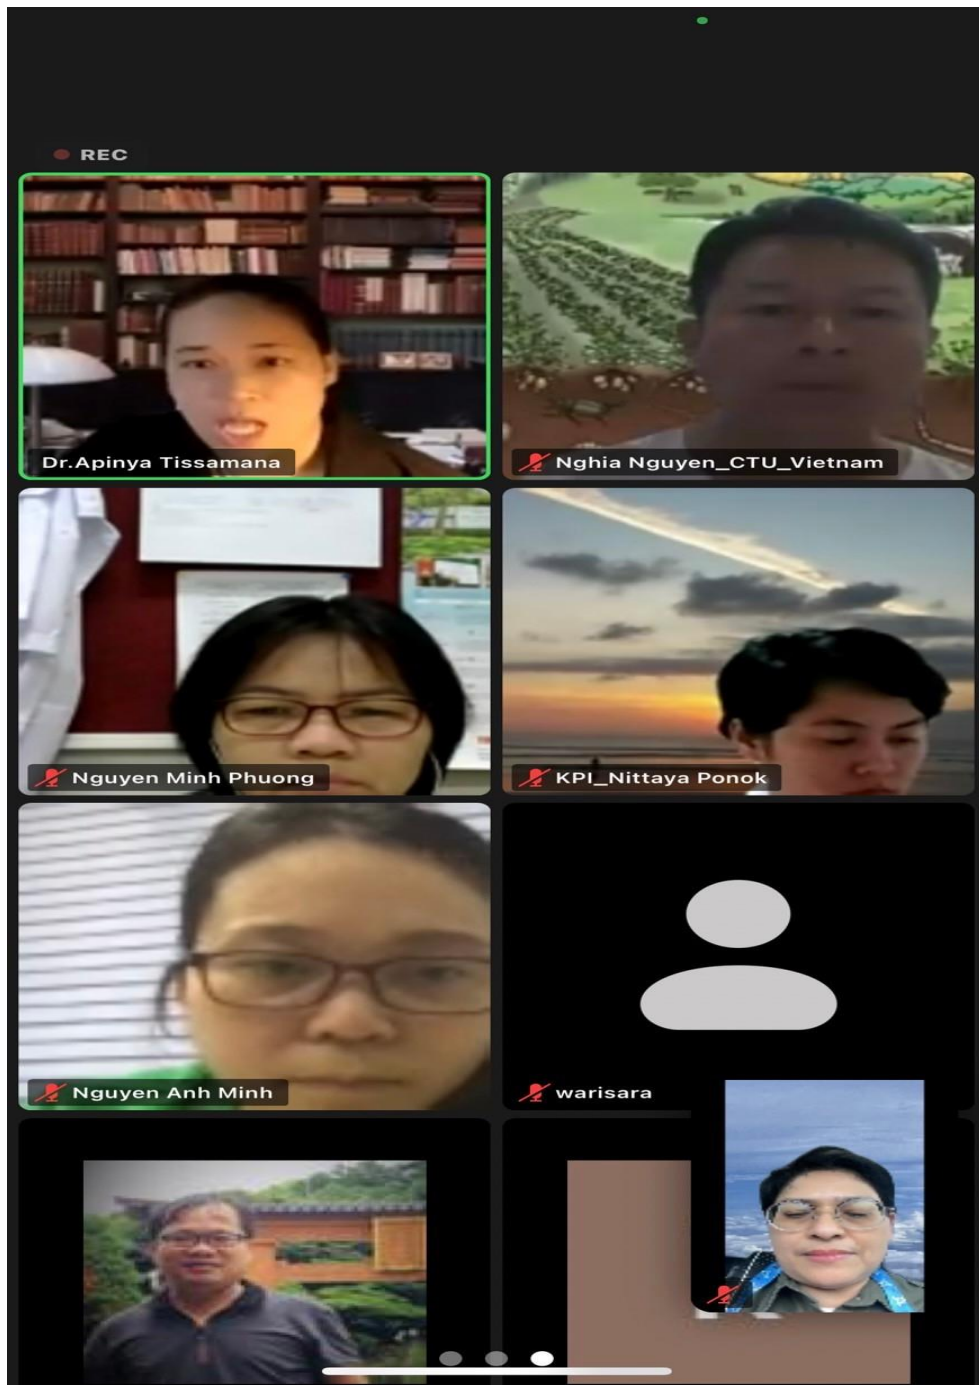 REC
Dr.Apinya Tissamana
Nghia Nguyen_CTU_Vietnam
Nguyen Minh Phuong
KPI_Nittaya Ponok
Nguyen Anh Minh
warisara